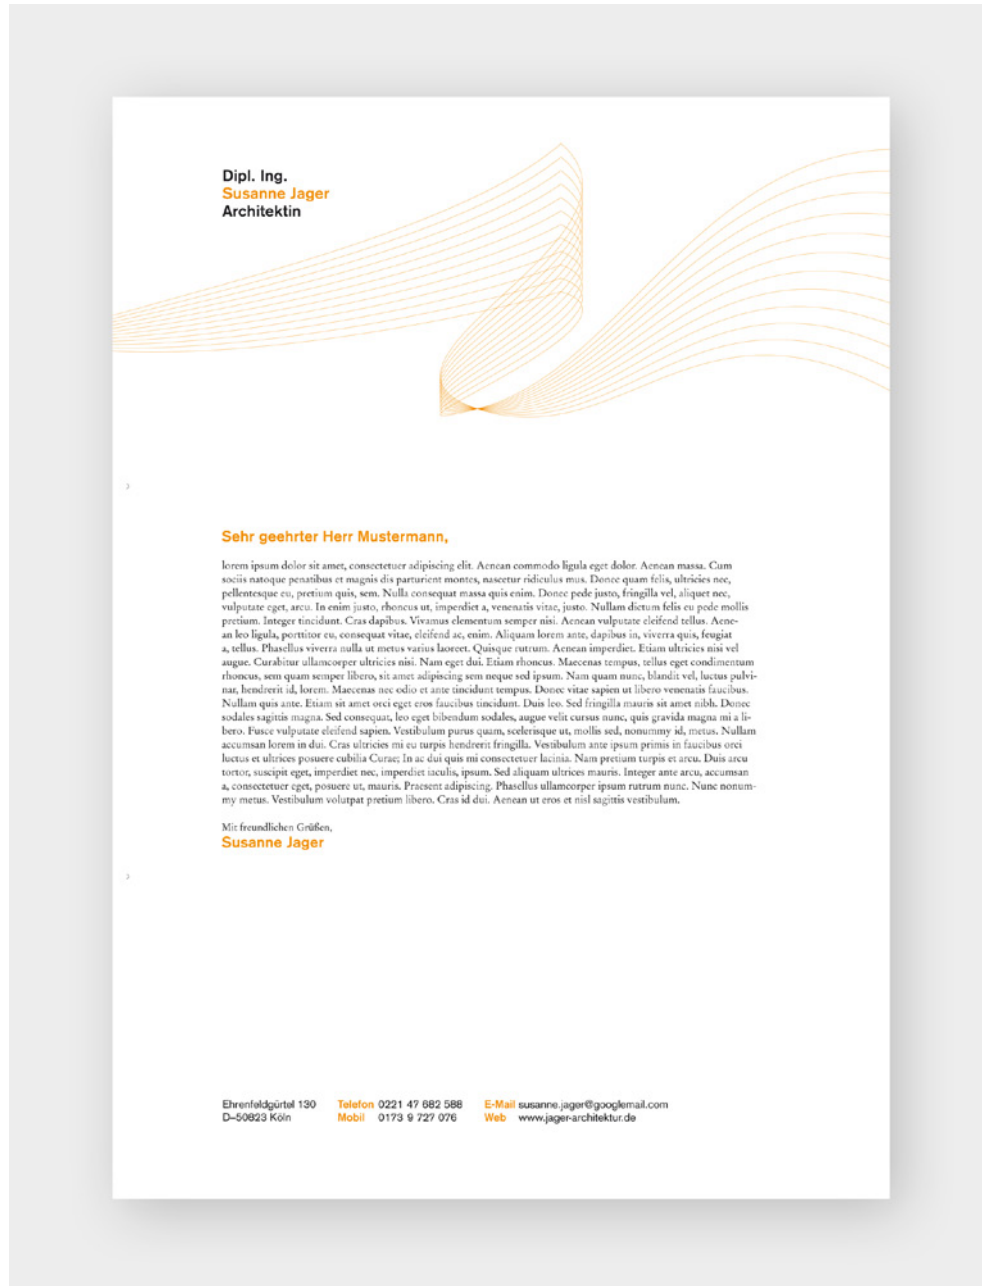 Dipl. Ing.
Susanne Jager
Architektin
Sehr geehrter Herr Mustermann,
lorem ipsum dolor sit amet, consectetuer adipiscing elit. Aenean commodo ligula eget dolor. Aenean massa. Cum
sociis natoque penatibus et magnis dis parturient montes, nascetur ridiculus mus. Donec quam felis, ultricies nec,
pellentesque eu, pretium quis, sem. Nulla consequat massa quis enim. Donec pede justo, fringilla vel, aliquet nec,
vulputate eget, arcu. In enim justo, rhoncus ut, imperdiet a, venenatis vitae, justo. Nullam dictum felis eu pede mollis
pretium. Integer tincidunt. Cras dapibus. Vivamus elementum semper nisi. Aenean vulputate eleifend tellus. Aene-
an leo ligula, porttitor eu, consequat vitae, eleifend ac, enim. Aliquam lorem ante, dapibus in, viverra quis, feugiat
a, tellus. Phasellus viverra nulla ut metus varius laoreet. Quisque rutrum. Aenean imperdiet. Etiam ultricies nisi vel
augue. Curabitur ullamcorper ultricies nisi. Nam eget dui. Etiam rhoncus. Maecenas tempus, tellus eget condimentum
rhoncus, sem quam semper libero, sit amet adipiscing sem neque sed ipsum. Nam quam nunc, blandit vel, luctus pulvi-
nar, hendrerit id, lorem. Maecenas nec odio et ante tincidunt tempus. Donec vitae sapien ut libero venenatis faucibus.
Nullam quis ante. Etiam sit amet orci eget eros faucibus tincidunt. Duis leo. Sed fringilla mauris sit amet nibh. Donec
sodales sagittis magna. Sed consequat, leo eget bibendum sodales, augue velit cursus nunc, quis gravida magna mi a li-
bero. Fusce vulputate eleifend sapien. Vestibulum purus quam, scelerisque ut, mollis sed, nonummy id, metus. Nullam
accumsan lorem in dui. Cras ultricies mi eu turpis hendrerit fringilla. Vestibulum ante ipsum primis in faucibus orci
luctus et ultrices posuere cubilia Curae; In ac dui quis mi consectetuer lacinia. Nam pretium turpis et arcu. Duis arcu
tortor, suscipit eget, imperdiet nec, imperdiet iaculis, ipsum. Sed aliquam ultrices mauris. Integer ante arcu, accumsan
a, consectetuer eget, posuere ut, mauris. Praesent adipiscing. Phasellus ullamcorper ipsum rutrum nunc. Nunc nonum-
my metus. Vestibulum volutpat pretium libero. Cras id dui. Aenean ut eros et nisl sagittis vestibulum.
Mit freundlichen Grüßen,
Susanne Jager
Ehrenfeldgürtel 130 Telefon 0221 47 682 588 E-Mail susanne.jager@googlemail.com
D–50823 Köln Mobil 0173 9 727 076 Web www.jager-architektur.de